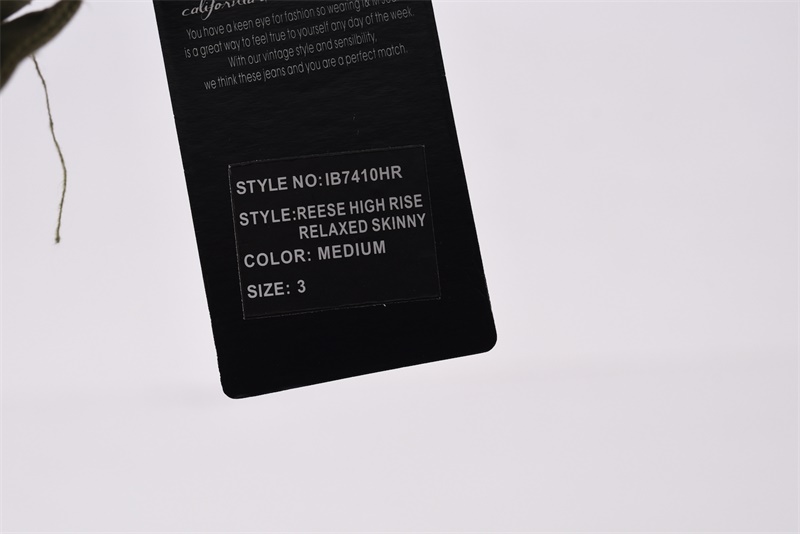 california
You have a keen eye for fashion.so wearing
is a great way to feel true to yourself any day of the week.
With our vintage style and sensilbility,
we think these jeans and you are a perfect match.
STYLE NO:IB7410HR
STYLE:REESE HIGH RISE
RELAXED SKINNY
COLOR: MEDIUM
SIZE: 3